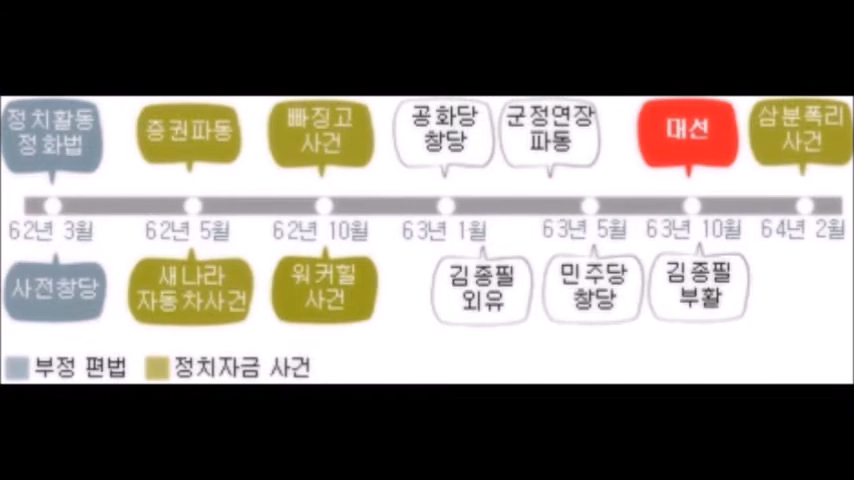 정치활동
정화법
증권파동
빠징고
사건
공화당
창당
군정연장
파동
대선
삼분폭리
사건
62년 3월
62년 5월
62년 10월
63년 1월
63년 5월
63년 10월
64년 2월
사전창당
새나라
자동차사건
워커힐
사건
김종필
외유
민주당
창당
김종필
부활
부정 편법
정치자금 사건